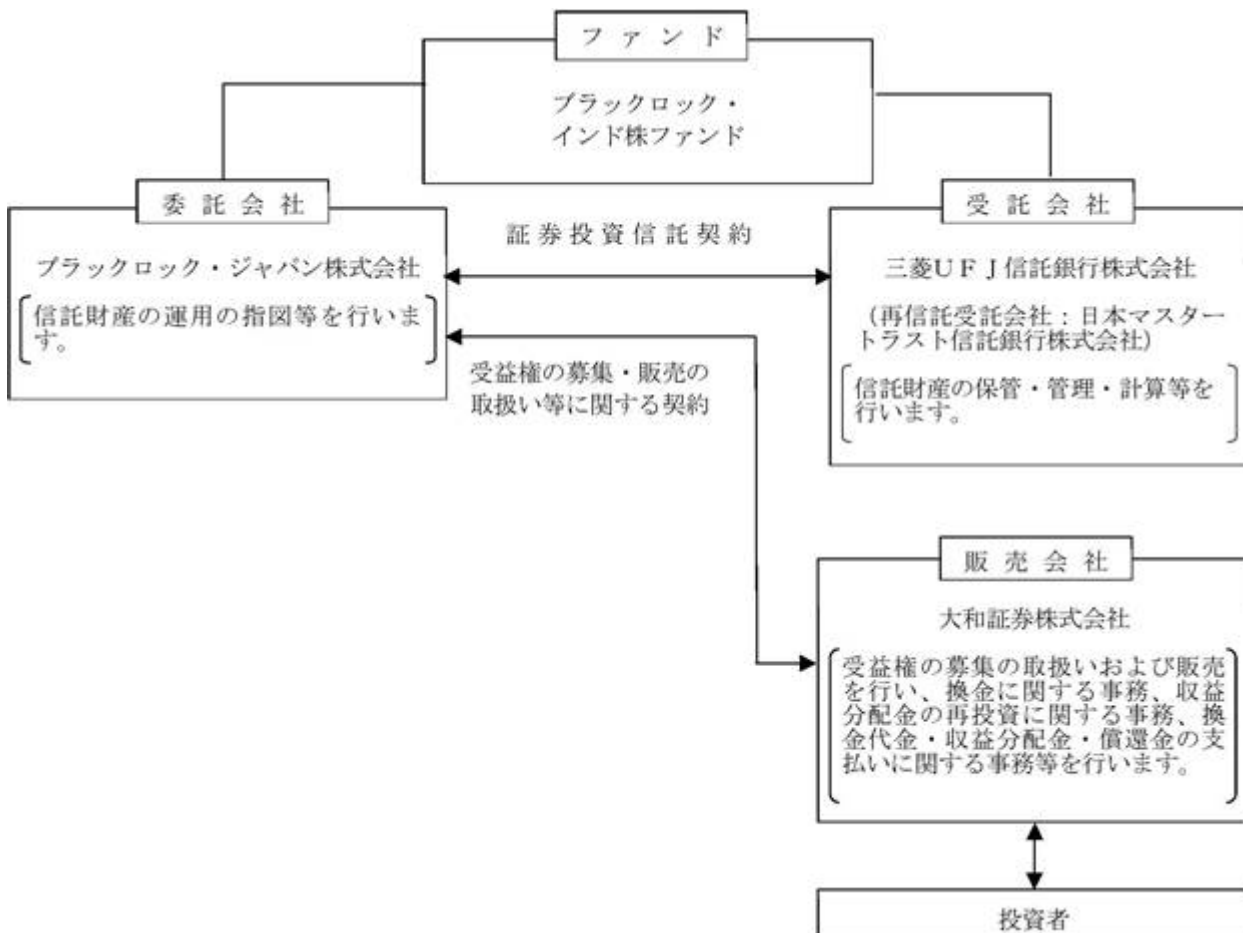 ファンド
ブラックロック・
インド株ファンド
委託会社
ブラックロック・ジャパン株式会社
信託財産の運用の指図等を行いま
す。
証券投資信託契約
受益権の募集・販売の
取扱い等に関する契約
受託会社
三菱UFJ信託銀行株式会社
(再信託受託会社：日本マスター
トラスト信託銀行株式会社)
信託財産の保管・管理・計算等を
行います。
販売会社
大和証券株式会社
受益権の募集の取扱いおよび販売
を行い、換金に関する事務、収益
分配金の再投資に関する事務、換
金代金・収益分配金・償還金の支
払いに関する事務等を行います。
投資者